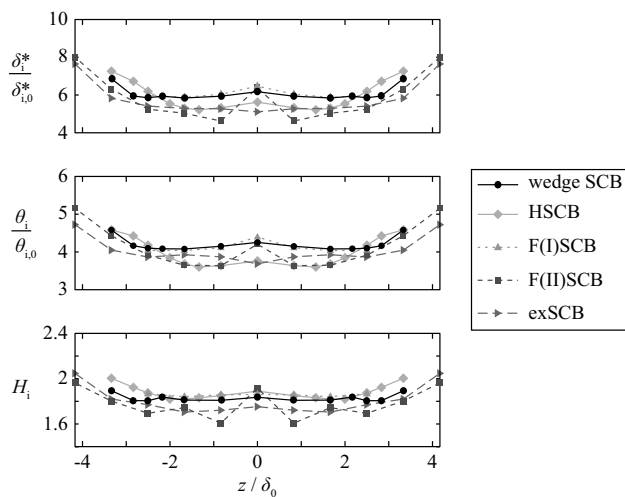 10
8
6
4
δi*
δi,0*
6
5
4
3
θi
θi,0
2.4
2
1.6
Hi
-4 -2 0 2 4
z / δ0
wedge SCB
HSCB
F(I)SCB
F(II)SCB
exSCB